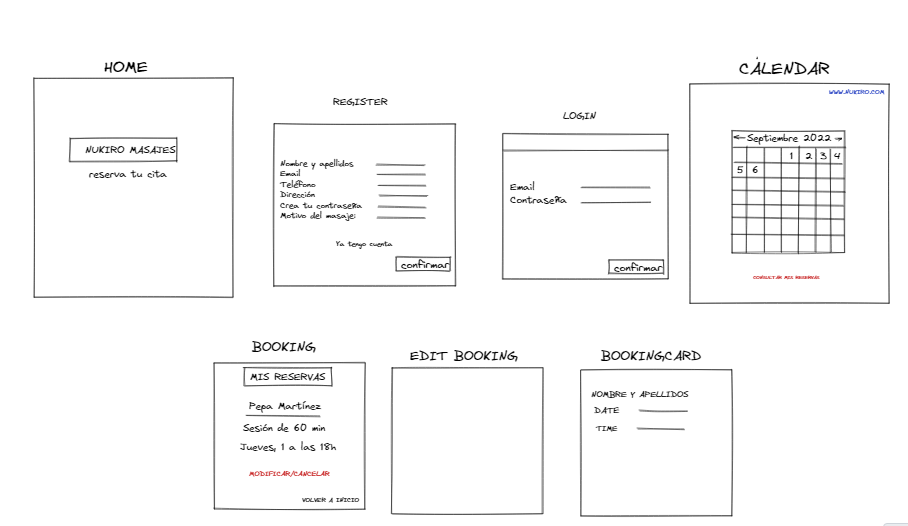 HOME
NUKIRO MASAJES
reserva tu cita
REGISTER
Nombre y apellidos
Email
Teléfono
Dirección
Crea tu contraseña
Motivo del masaje:
Ya tengo cuenta
confirmar
LOGIN
Email
Contraseña
confirmar
CALENDAR
WWW.NUKIRO.COM
← Septiembre 2022 →
1 2 3 4
5 6
CONSULTAR MIS RESERVAS
BOOKING
MIS RESERVAS
Pepa Martínez
Sesión de 60 min
Jueves, 1 a las 18h
MODIFICAR/CANCELAR
VOLVER A INICIO
EDIT BOOKING
BOOKINGCARD
NOMBRE Y APELLIDOS
DATE
TIME